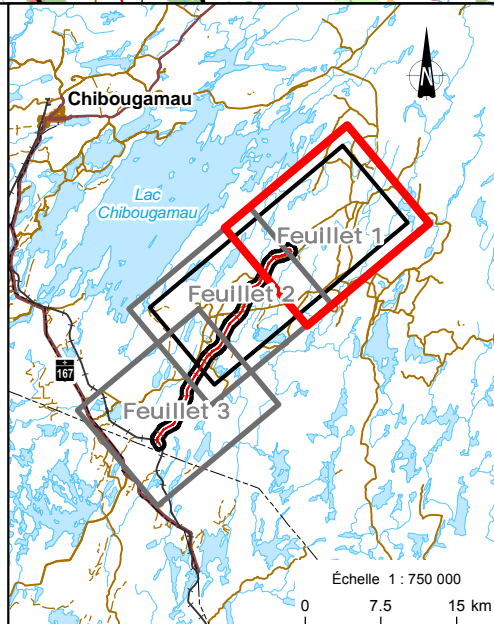 Chibougamau
N
Lac
Chibougamau
Feuillet 1
Feuillet 2
167
Feuillet 3
Échelle 1 : 750 000
0 7.5 15 km